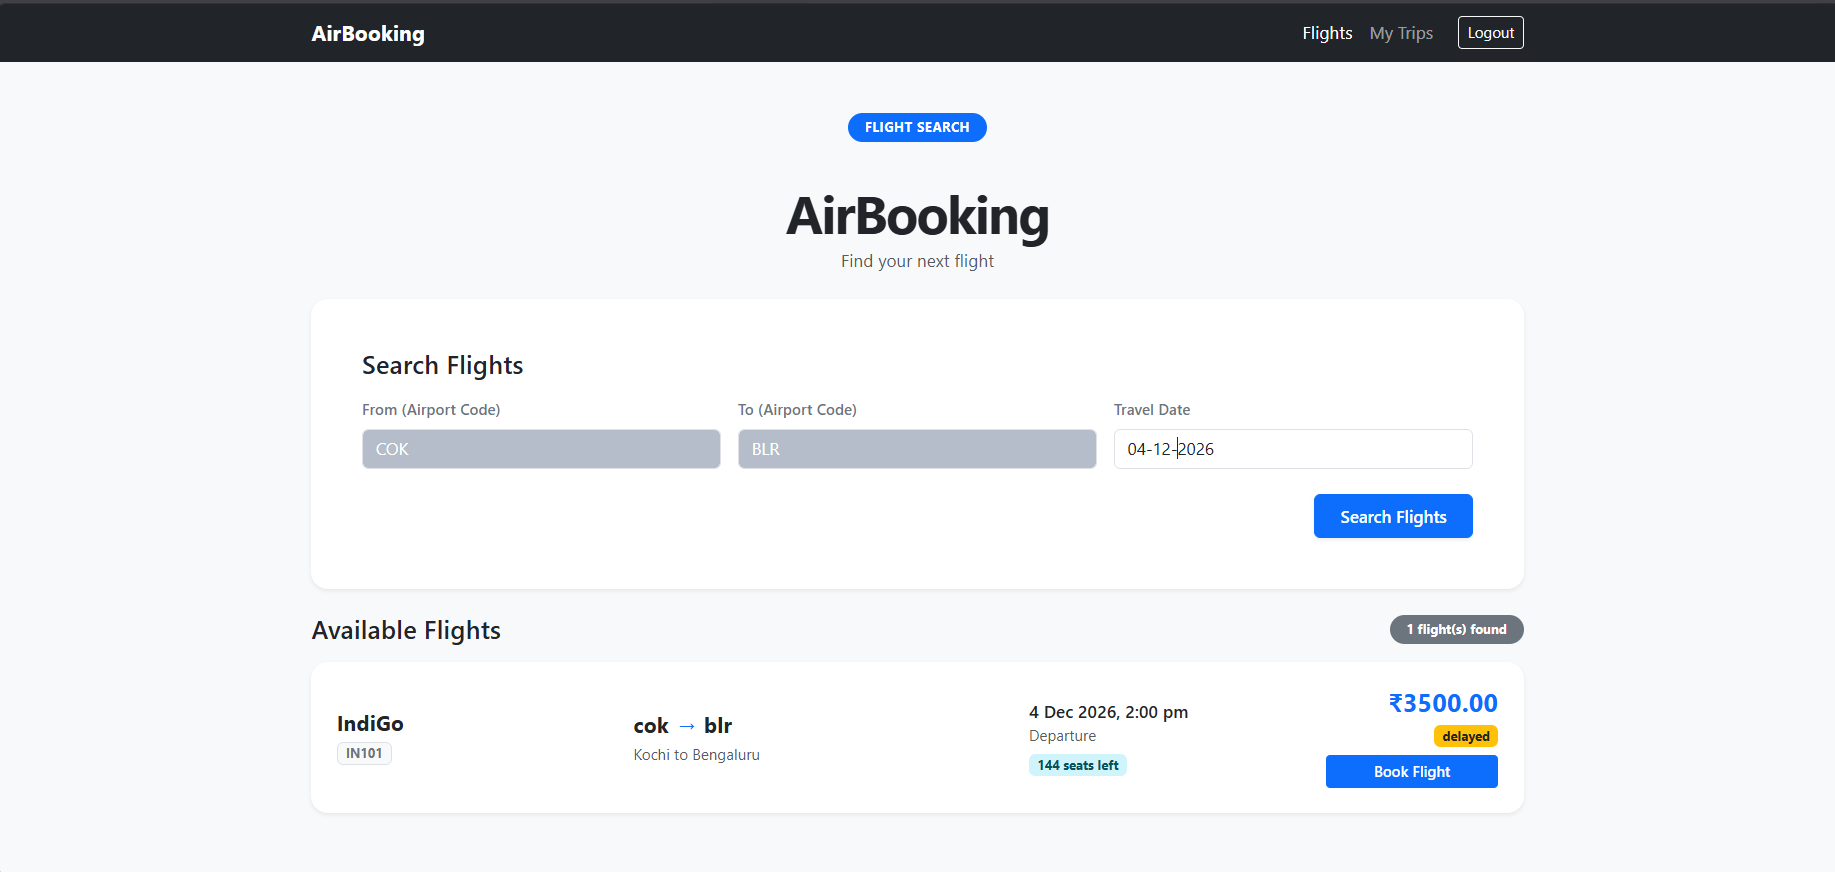 AirBooking
Flights My Trips Logout
FLIGHT SEARCH
AirBooking
Find your next flight
Search Flights
From (Airport Code) To (Airport Code) Travel Date
COK BLR 04-12-2026
Search Flights
Available Flights 1 flight(s) found
IndiGo
IN101
cok → blr
Kochi to Bengaluru
4 Dec 2026, 2:00 pm
Departure
144 seats left
₹3500.00
delayed
Book Flight